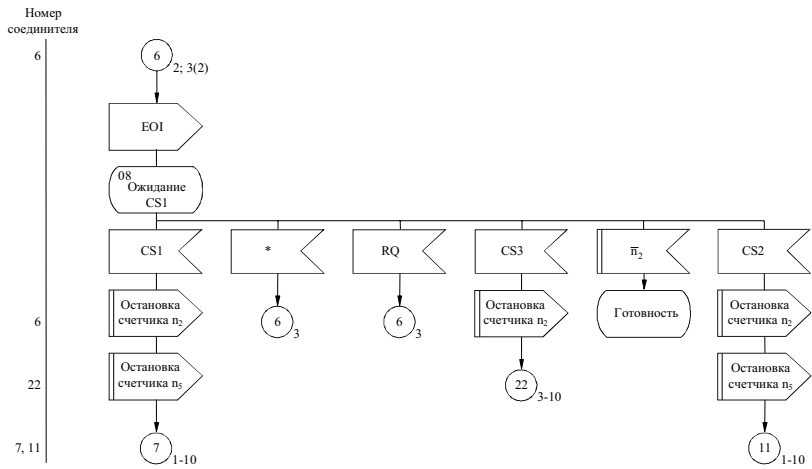 Номер
соединителя
6
6
2; 3(2)
EOI
08
Ожидание
CS1
CS1
*
RQ
CS3
n̅₂
CS2
6
Остановка
счетчика n₂
6
3
6
3
Остановка
счетчика n₂
Готовность
Остановка
счетчика n₂
22
Остановка
счетчика n₅
22
3-10
Остановка
счетчика n₅
7, 11
7
1-10
11
1-10